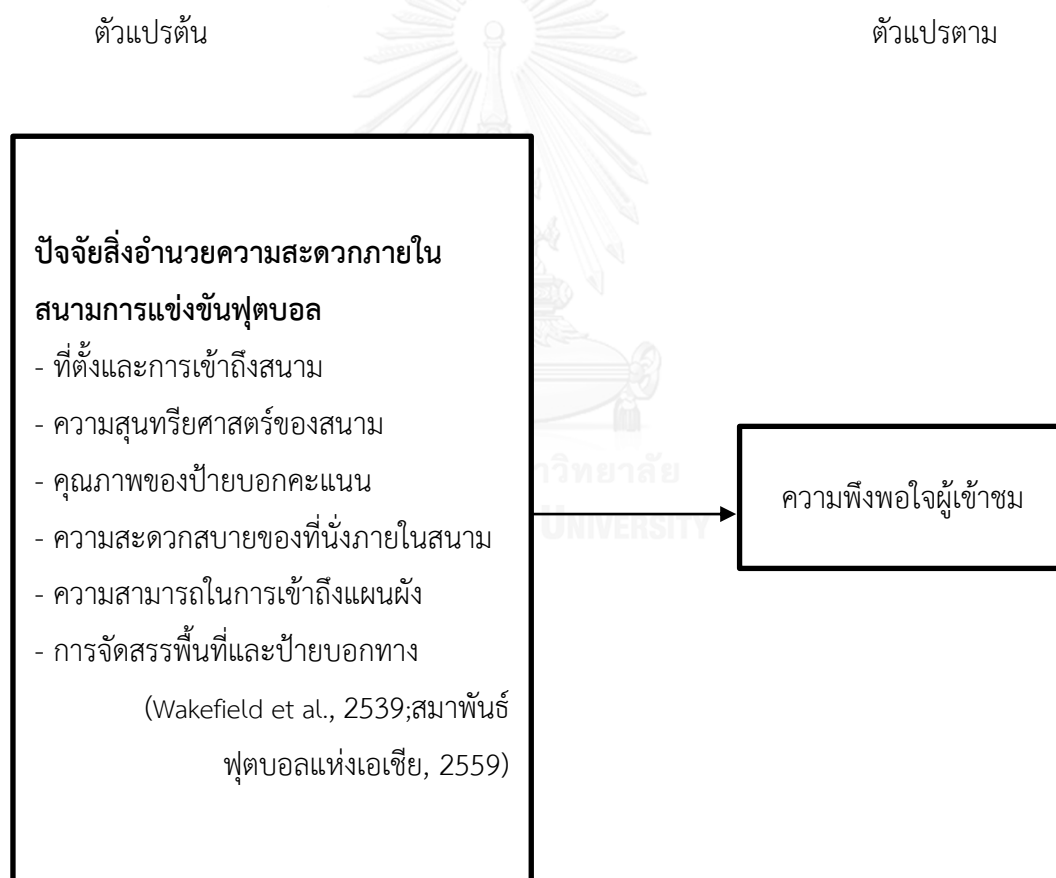 ตัวแปรต้น
ตัวแปรตาม
ปัจจัยสิ่งอำนวยความสะดวกภายใน
สนามการแข่งขันฟุตบอล
- ที่ตั้งและการเข้าถึงสนาม
- ความสุนทรียศาสตร์ของสนาม
- คุณภาพของป้ายบอกคะแนน
- ความสะดวกสบายของที่นั่งภายในสนาม
- ความสามารถในการเข้าถึงแผนผัง
- การจัดสรรพื้นที่และป้ายบอกทาง
(Wakefield et al., 2539;สมาพันธ์
ฟุตบอลแห่งเอเชีย, 2559)
ความพึงพอใจผู้เข้าชม
วิทยาลัย
UNIVERSITY